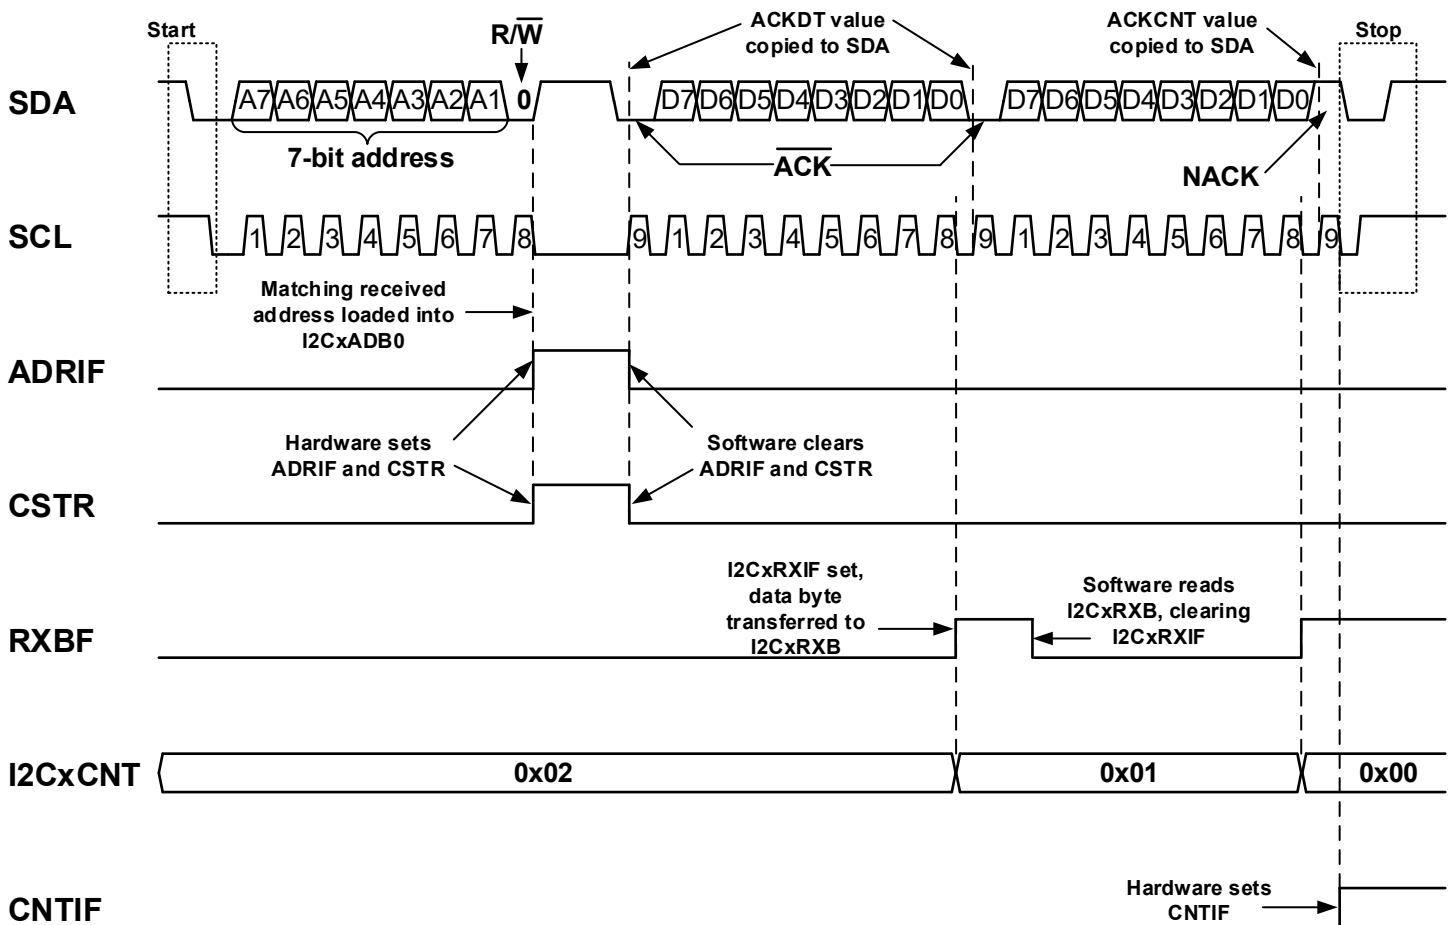 Start
R/W
ACKDT value
copied to SDA
ACKCNT value
copied to SDA
Stop
SDA
A7 A6 A5 A4 A3 A2 A1 0
D7 D6 D5 D4 D3 D2 D1 D0
D7 D6 D5 D4 D3 D2 D1 D0
7-bit address
ACK
NACK
SCL
1 2 3 4 5 6 7 8 9 1 2 3 4 5 6 7 8 9 1 2 3 4 5 6 7 8 9
Matching received
address loaded into
I2CxADB0
ADRIF
Hardware sets
ADRIF and CSTR
Software clears
ADRIF and CSTR
CSTR
I2CxRXIF set,
data byte
transferred to
I2CxRXB
Software reads
I2CxRXB, clearing
I2CxRXIF
RXBF
I2CxCNT
0x02
0x01
0x00
Hardware sets
CNTIF
CNTIF